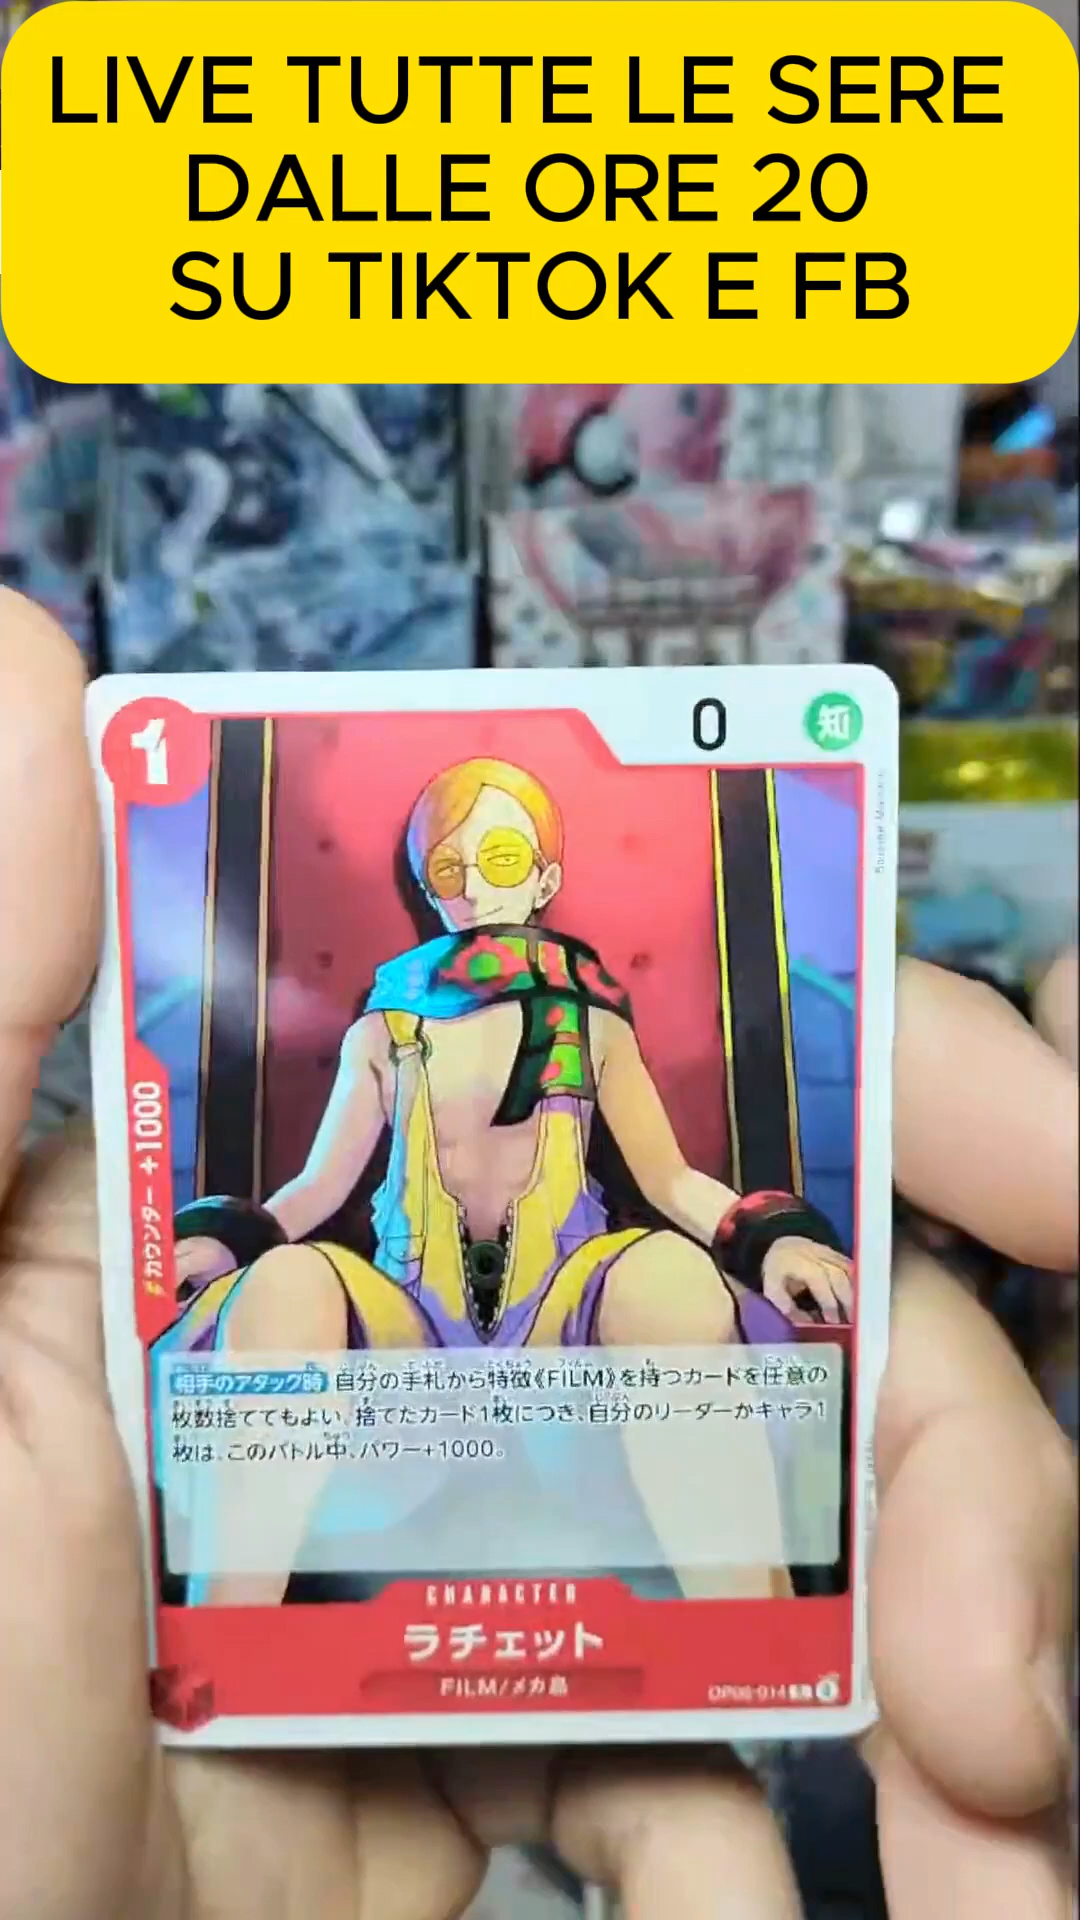 LIVE TUTTE LE SERE
DALLE ORE 20
SU TIKTOK E FB
1
0
知
カウンター +1000
相手のアタック時 自分の手札から特徴《FILM》を持つカードを任意の
枚数捨ててもよい。捨てたカード1枚につき、自分のリーダーかキャラ1
枚は、このバトル中、パワー+1000。
CHARACTER
ラチェット
FILM/メカ島
OP06-014